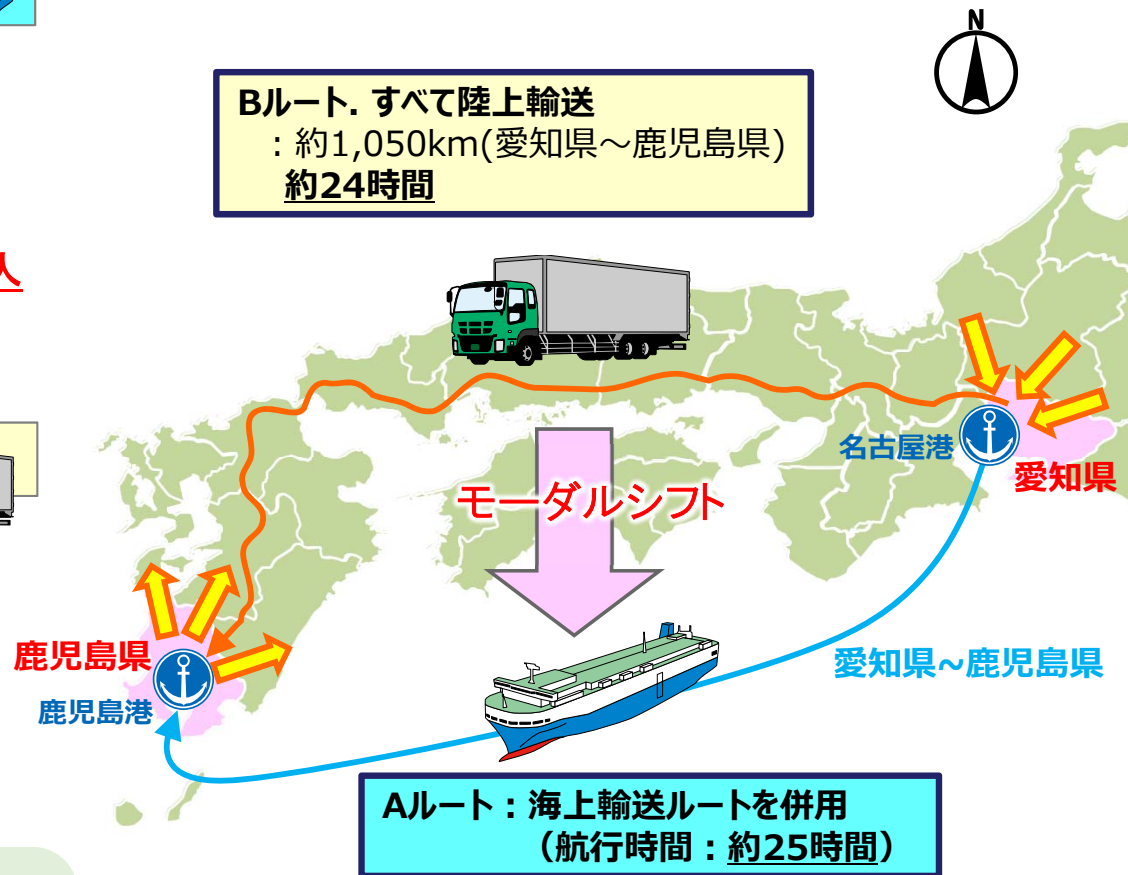 N
Bルート. すべて陸上輸送
：約1,050km(愛知県～鹿児島県)
約24時間
人
名古屋港
愛知県
モーダルシフト
鹿児島県
鹿児島港
愛知県~鹿児島県
Aルート：海上輸送ルートを併用
（航行時間：約25時間）